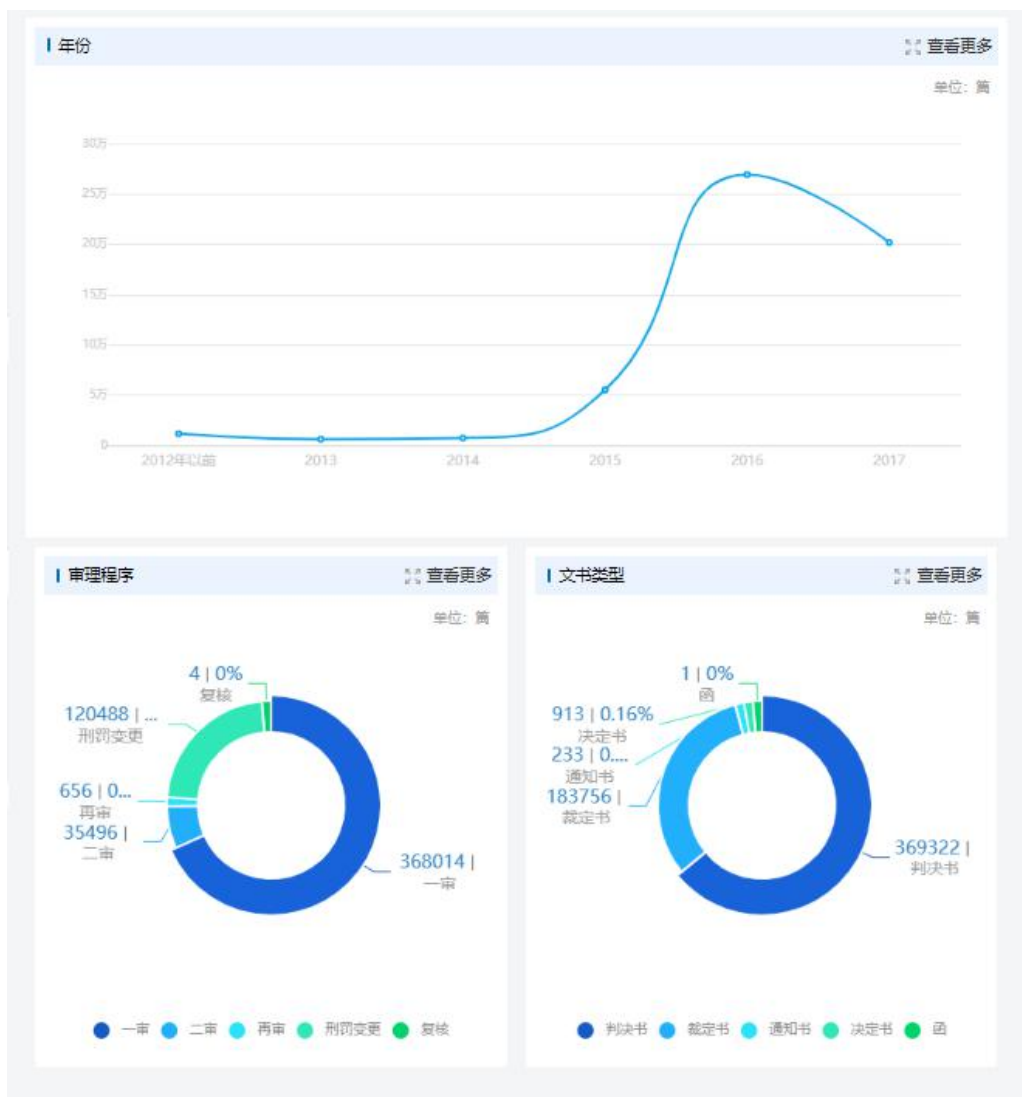 年份
查看更多
单位：篇
30万
25万
20万
15万
10万
5万
0
2012年以前 2013 2014 2015 2016 2017
审理程序
查看更多
单位：篇
4 | 0%
复核
120488 | ...
刑罚变更
656 | 0...
再审
35496 |
二审
368014 |
一审
一审 二审 再审 刑罚变更 复核
文书类型
查看更多
单位：篇
1 | 0%
函
913 | 0.16%
决定书
233 | 0....
通知书
183756 |
裁定书
369322 |
判决书
判决书 裁定书 通知书 决定书 函